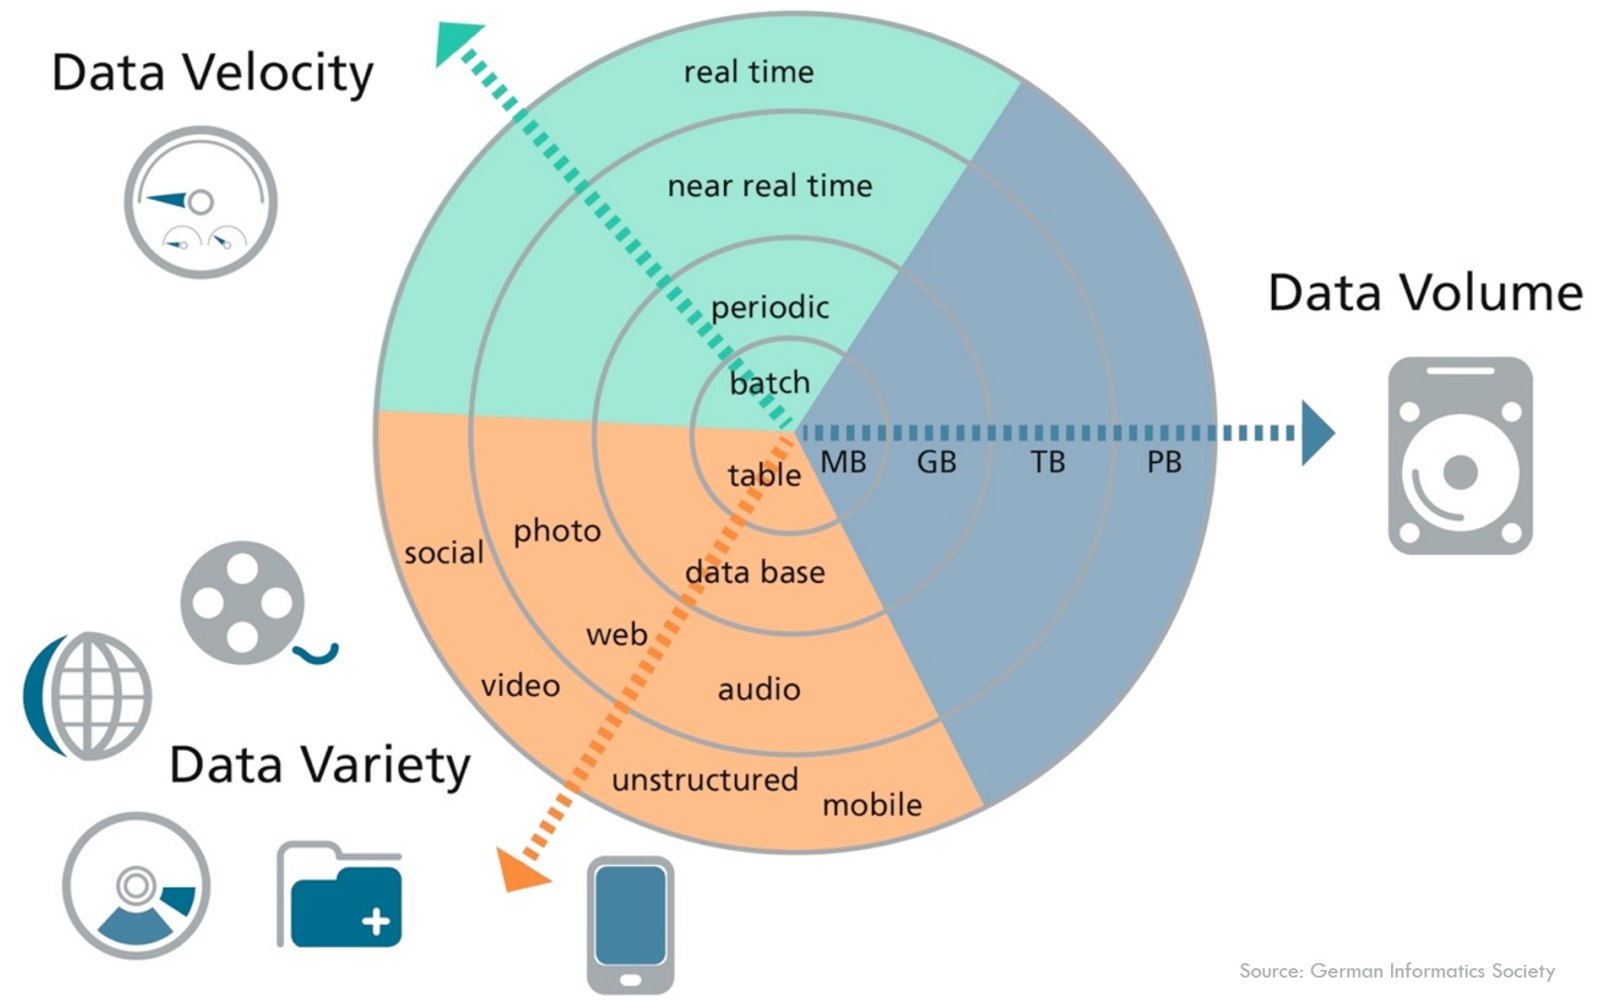 Data Velocity
real time
near real time
periodic
batch
Data Volume
MB GB TB PB
table
photo
social
data base
web
video
audio
Data Variety
unstructured
mobile
Source: German Informatics Society